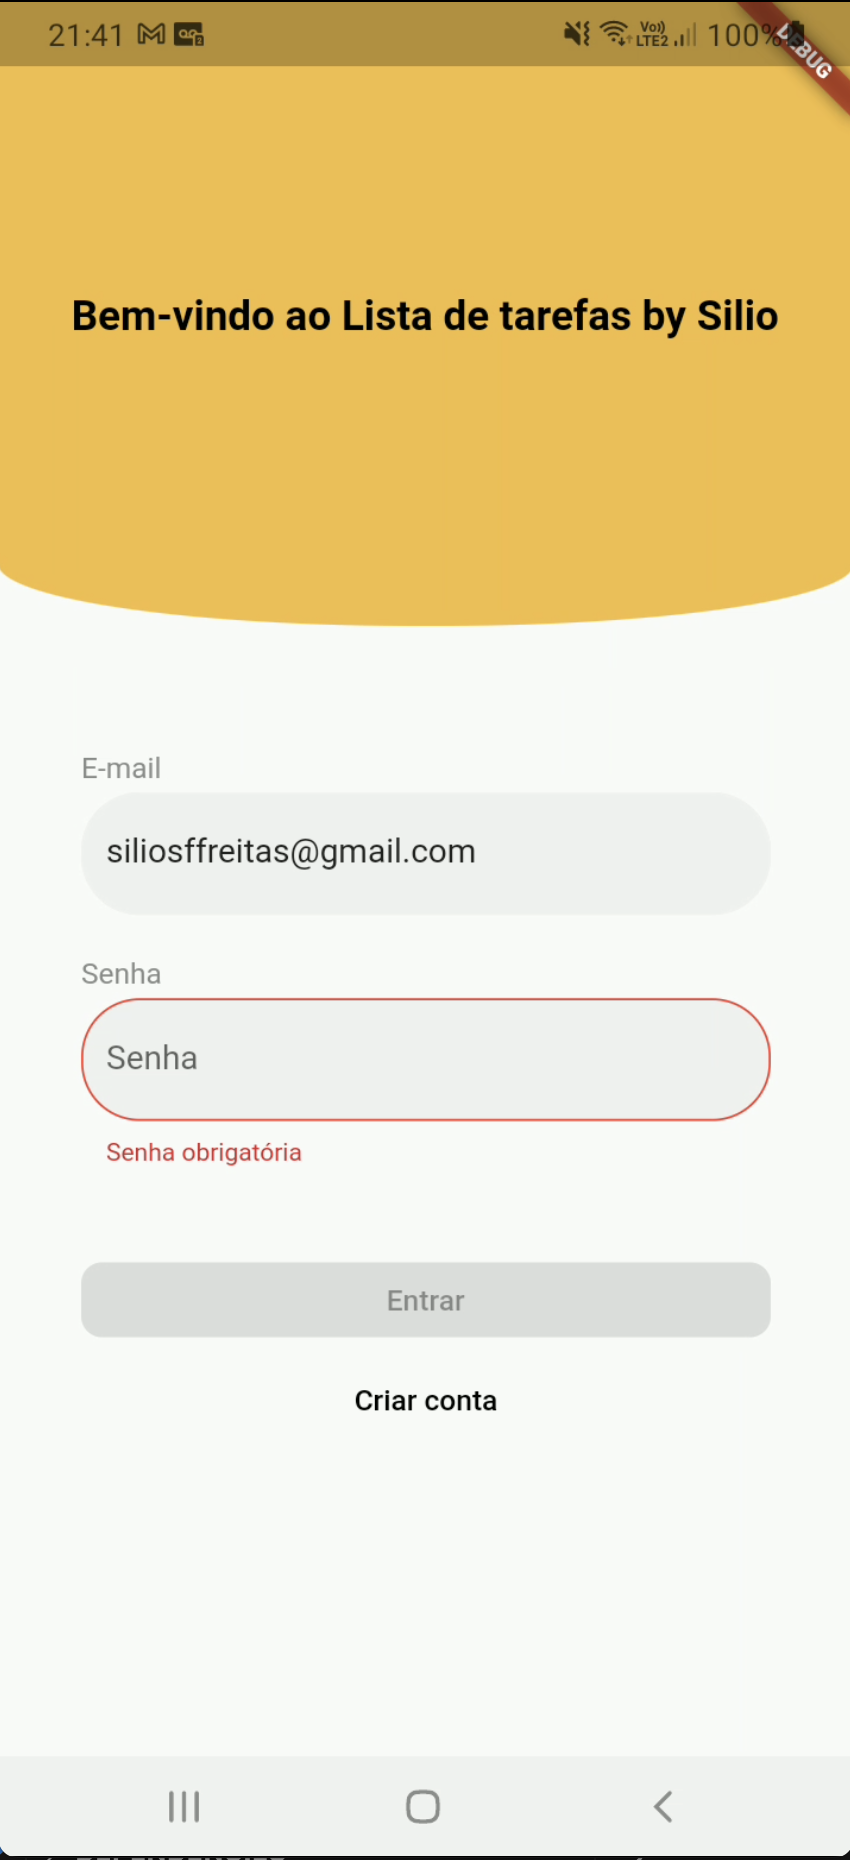 21:41
Vo))
LTE2
100%
DEBUG
Bem-vindo ao Lista de tarefas by Silio
E-mail
siliosffreitas@gmail.com
Senha
Senha
Senha obrigatória
Entrar
Criar conta